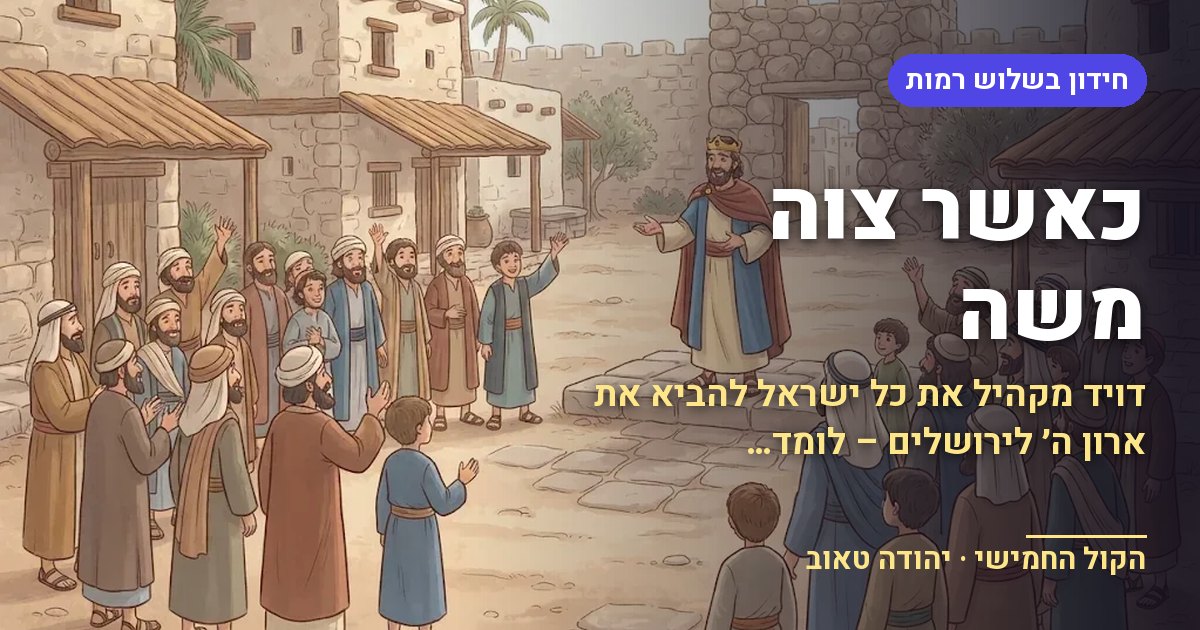 חידון בשלוש רמות
כאשר צוה
משה
דויד מקהיל את כל ישראל להביא את
ארון ה׳ לירושלים – לומד...
הקול החמישי · יהודה טאוב